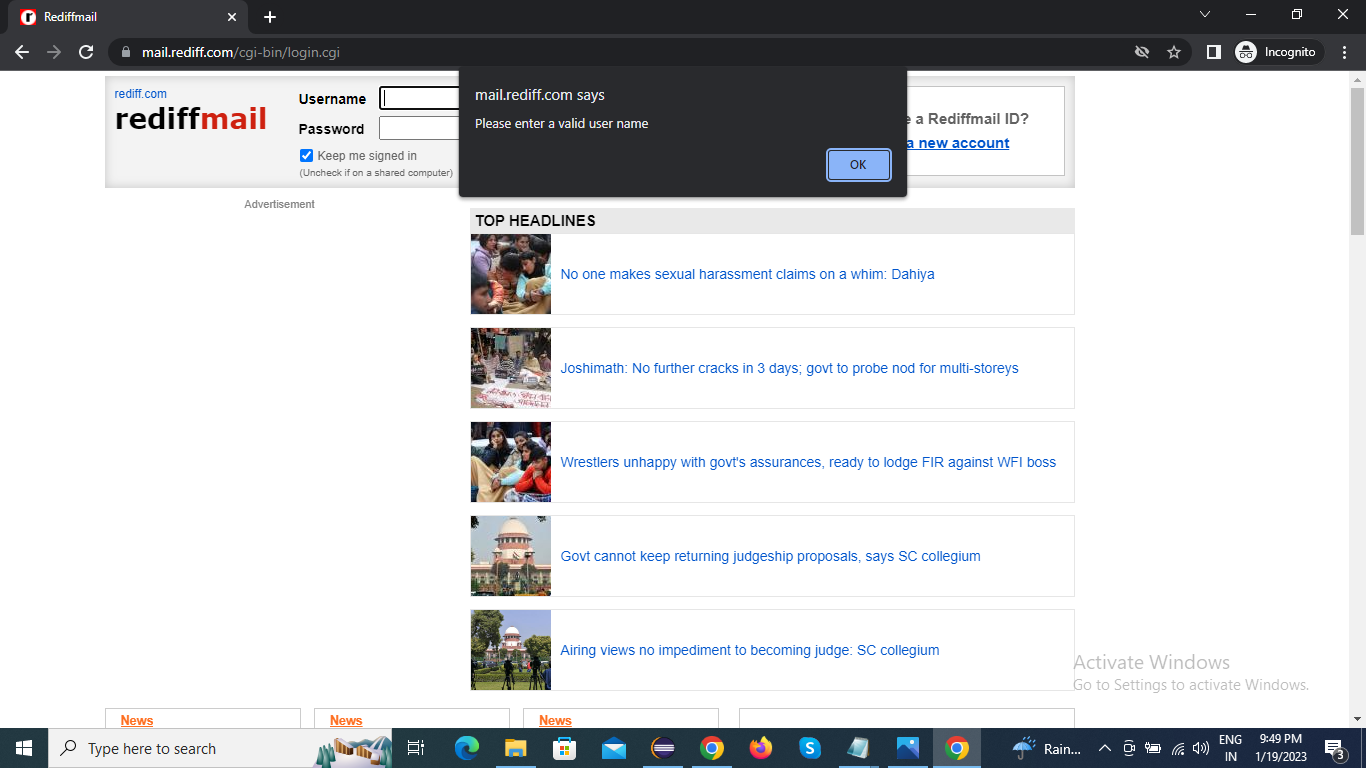 Rediffmail
mail.rediff.com/cgi-bin/login.cgi
Incognito
rediff.com
rediffmail
Username
Password
Keep me signed in
(Uncheck if on a shared computer)
mail.rediff.com says
Please enter a valid user name
OK
e a Rediffmail ID?
a new account
Advertisement
TOP HEADLINES
No one makes sexual harassment claims on a whim: Dahiya
Joshimath: No further cracks in 3 days; govt to probe nod for multi-storeys
Wrestlers unhappy with govt's assurances, ready to lodge FIR against WFI boss
Govt cannot keep returning judgeship proposals, says SC collegium
Airing views no impediment to becoming judge: SC collegium
Activate Windows
Go to Settings to activate Windows.
News
News
News
Type here to search
Rain...
ENG
IN
9:49 PM
1/19/2023
3